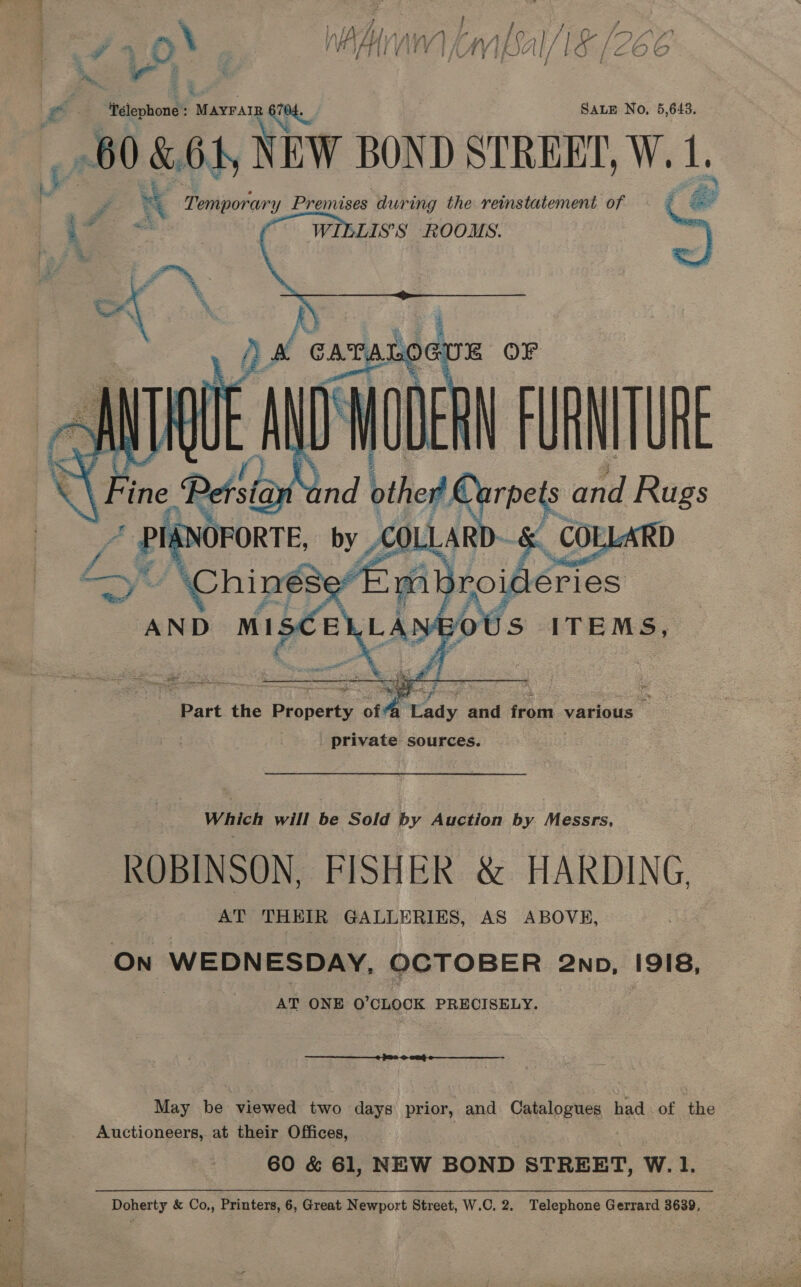 Telephone: MAYFAIR 6704.
SALE No. 5,643.
60 & 61, NEW BOND STREET, W. 1.
Temporary Premises during the reinstatement of
WILLIS'S ROOMS.
A CATALOGUE OF
ANTIQUE AND MODERN FURNITURE
Fine Persian and other Carpets and Rugs
PIANOFORTE, by COLLARD & COLLARD
Chinese Embroideries
AND MISCELLANEOUS ITEMS,
Part the Property of a Lady and from various
private sources.
Which will be Sold by Auction by Messrs.
ROBINSON, FISHER & HARDING,
AT THEIR GALLERIES, AS ABOVE,
ON WEDNESDAY, OCTOBER 2ND, 1918,
AT ONE O'CLOCK PRECISELY.
May be viewed two days prior, and Catalogues had of the
Auctioneers, at their Offices,
60 & 61, NEW BOND STREET, W. 1.
Doherty & Co., Printers, 6, Great Newport Street, W.C. 2. Telephone Gerrard 3639.